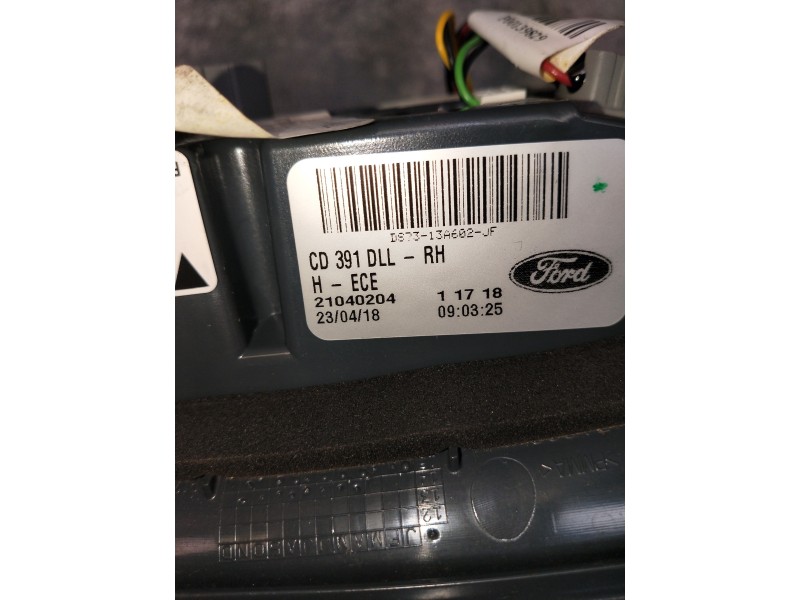 DS73-13A602-JF
CD 391 DLL - RH
H - ECE
21040204 1 17 18
23/04/18 09:03:25
Ford
12
J F M A M J J A S O N D